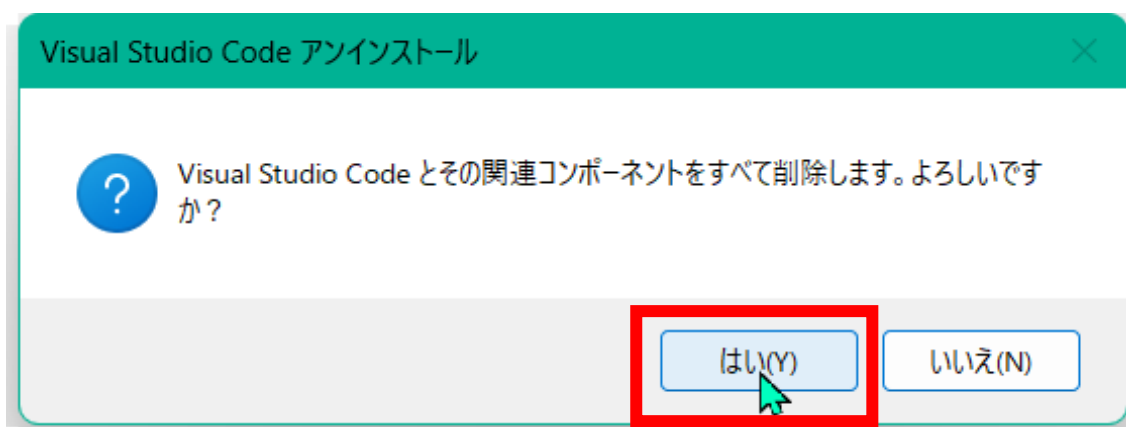 Visual Studio Code アンインストール
Visual Studio Code とその関連コンポーネントをすべて削除します。よろしいです
か？
はい(Y)
いいえ(N)